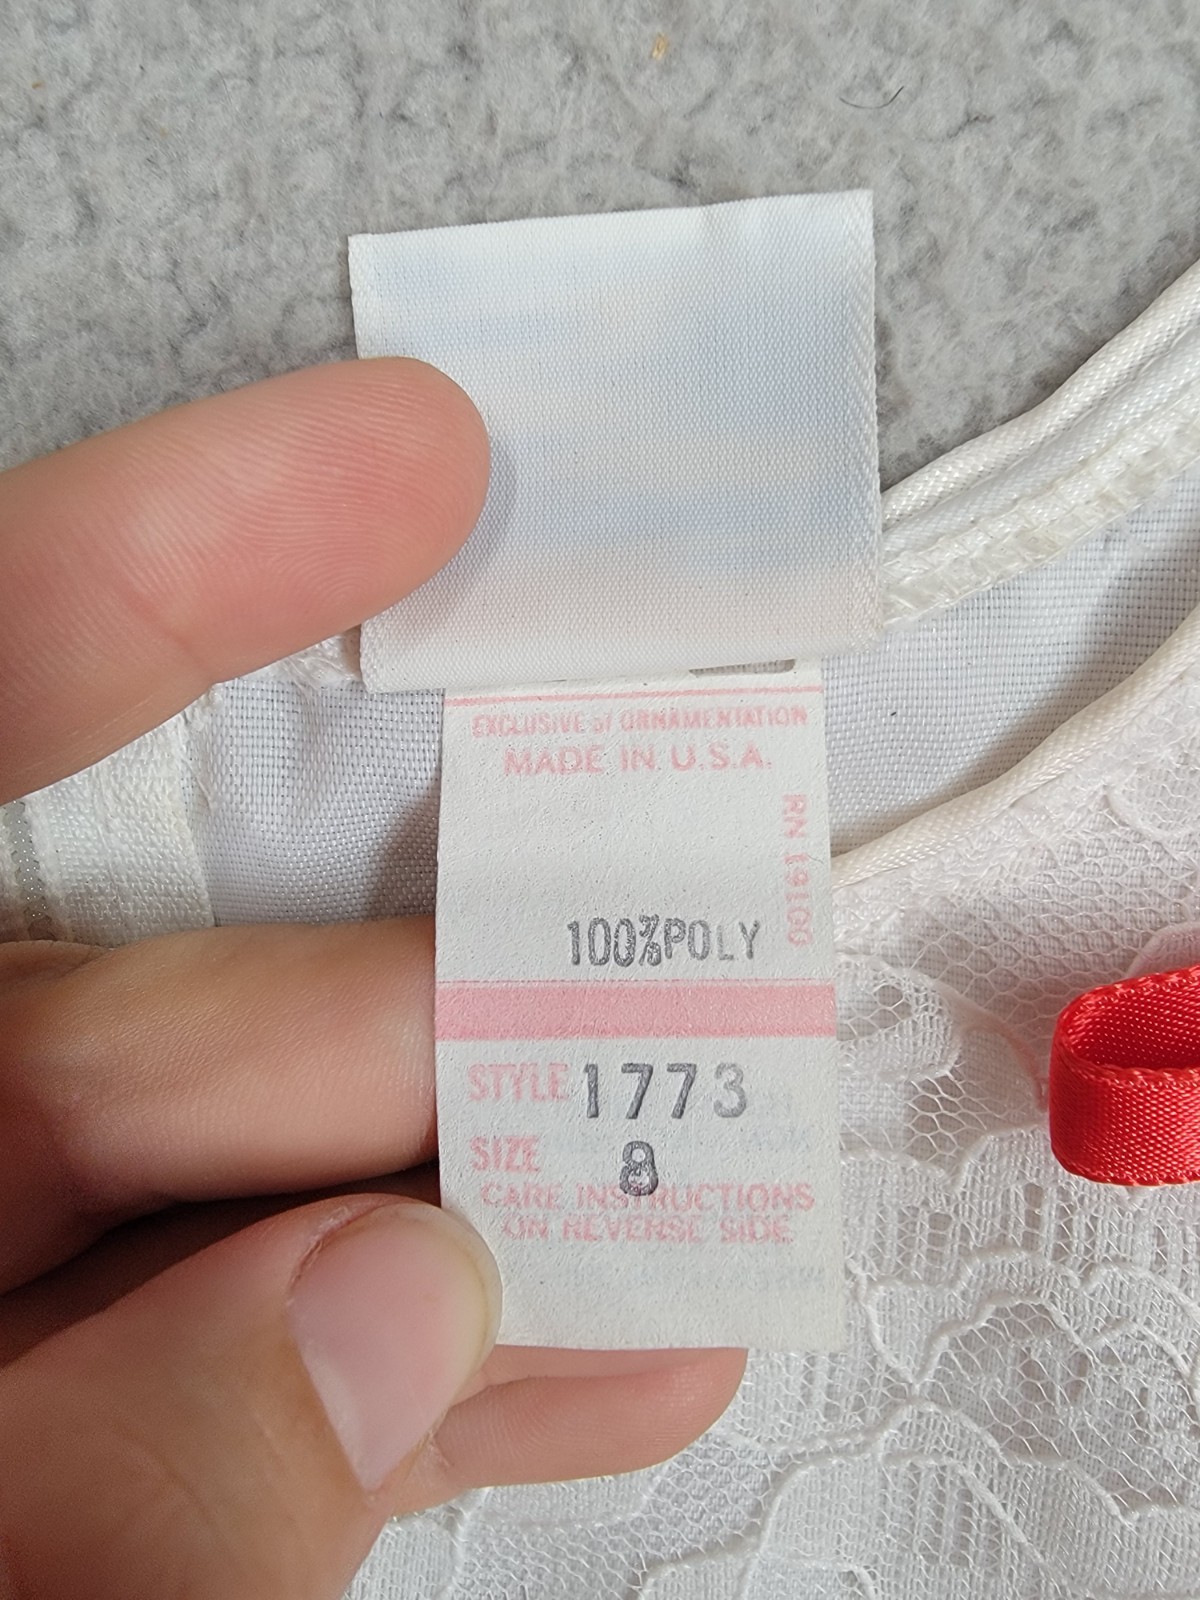 EXCLUSIVE of ORNAMENTATION
MADE IN U.S.A.
RN 19100
100%POLY
STYLE 1773
SIZE 8
CARE INSTRUCTIONS
ON REVERSE SIDE